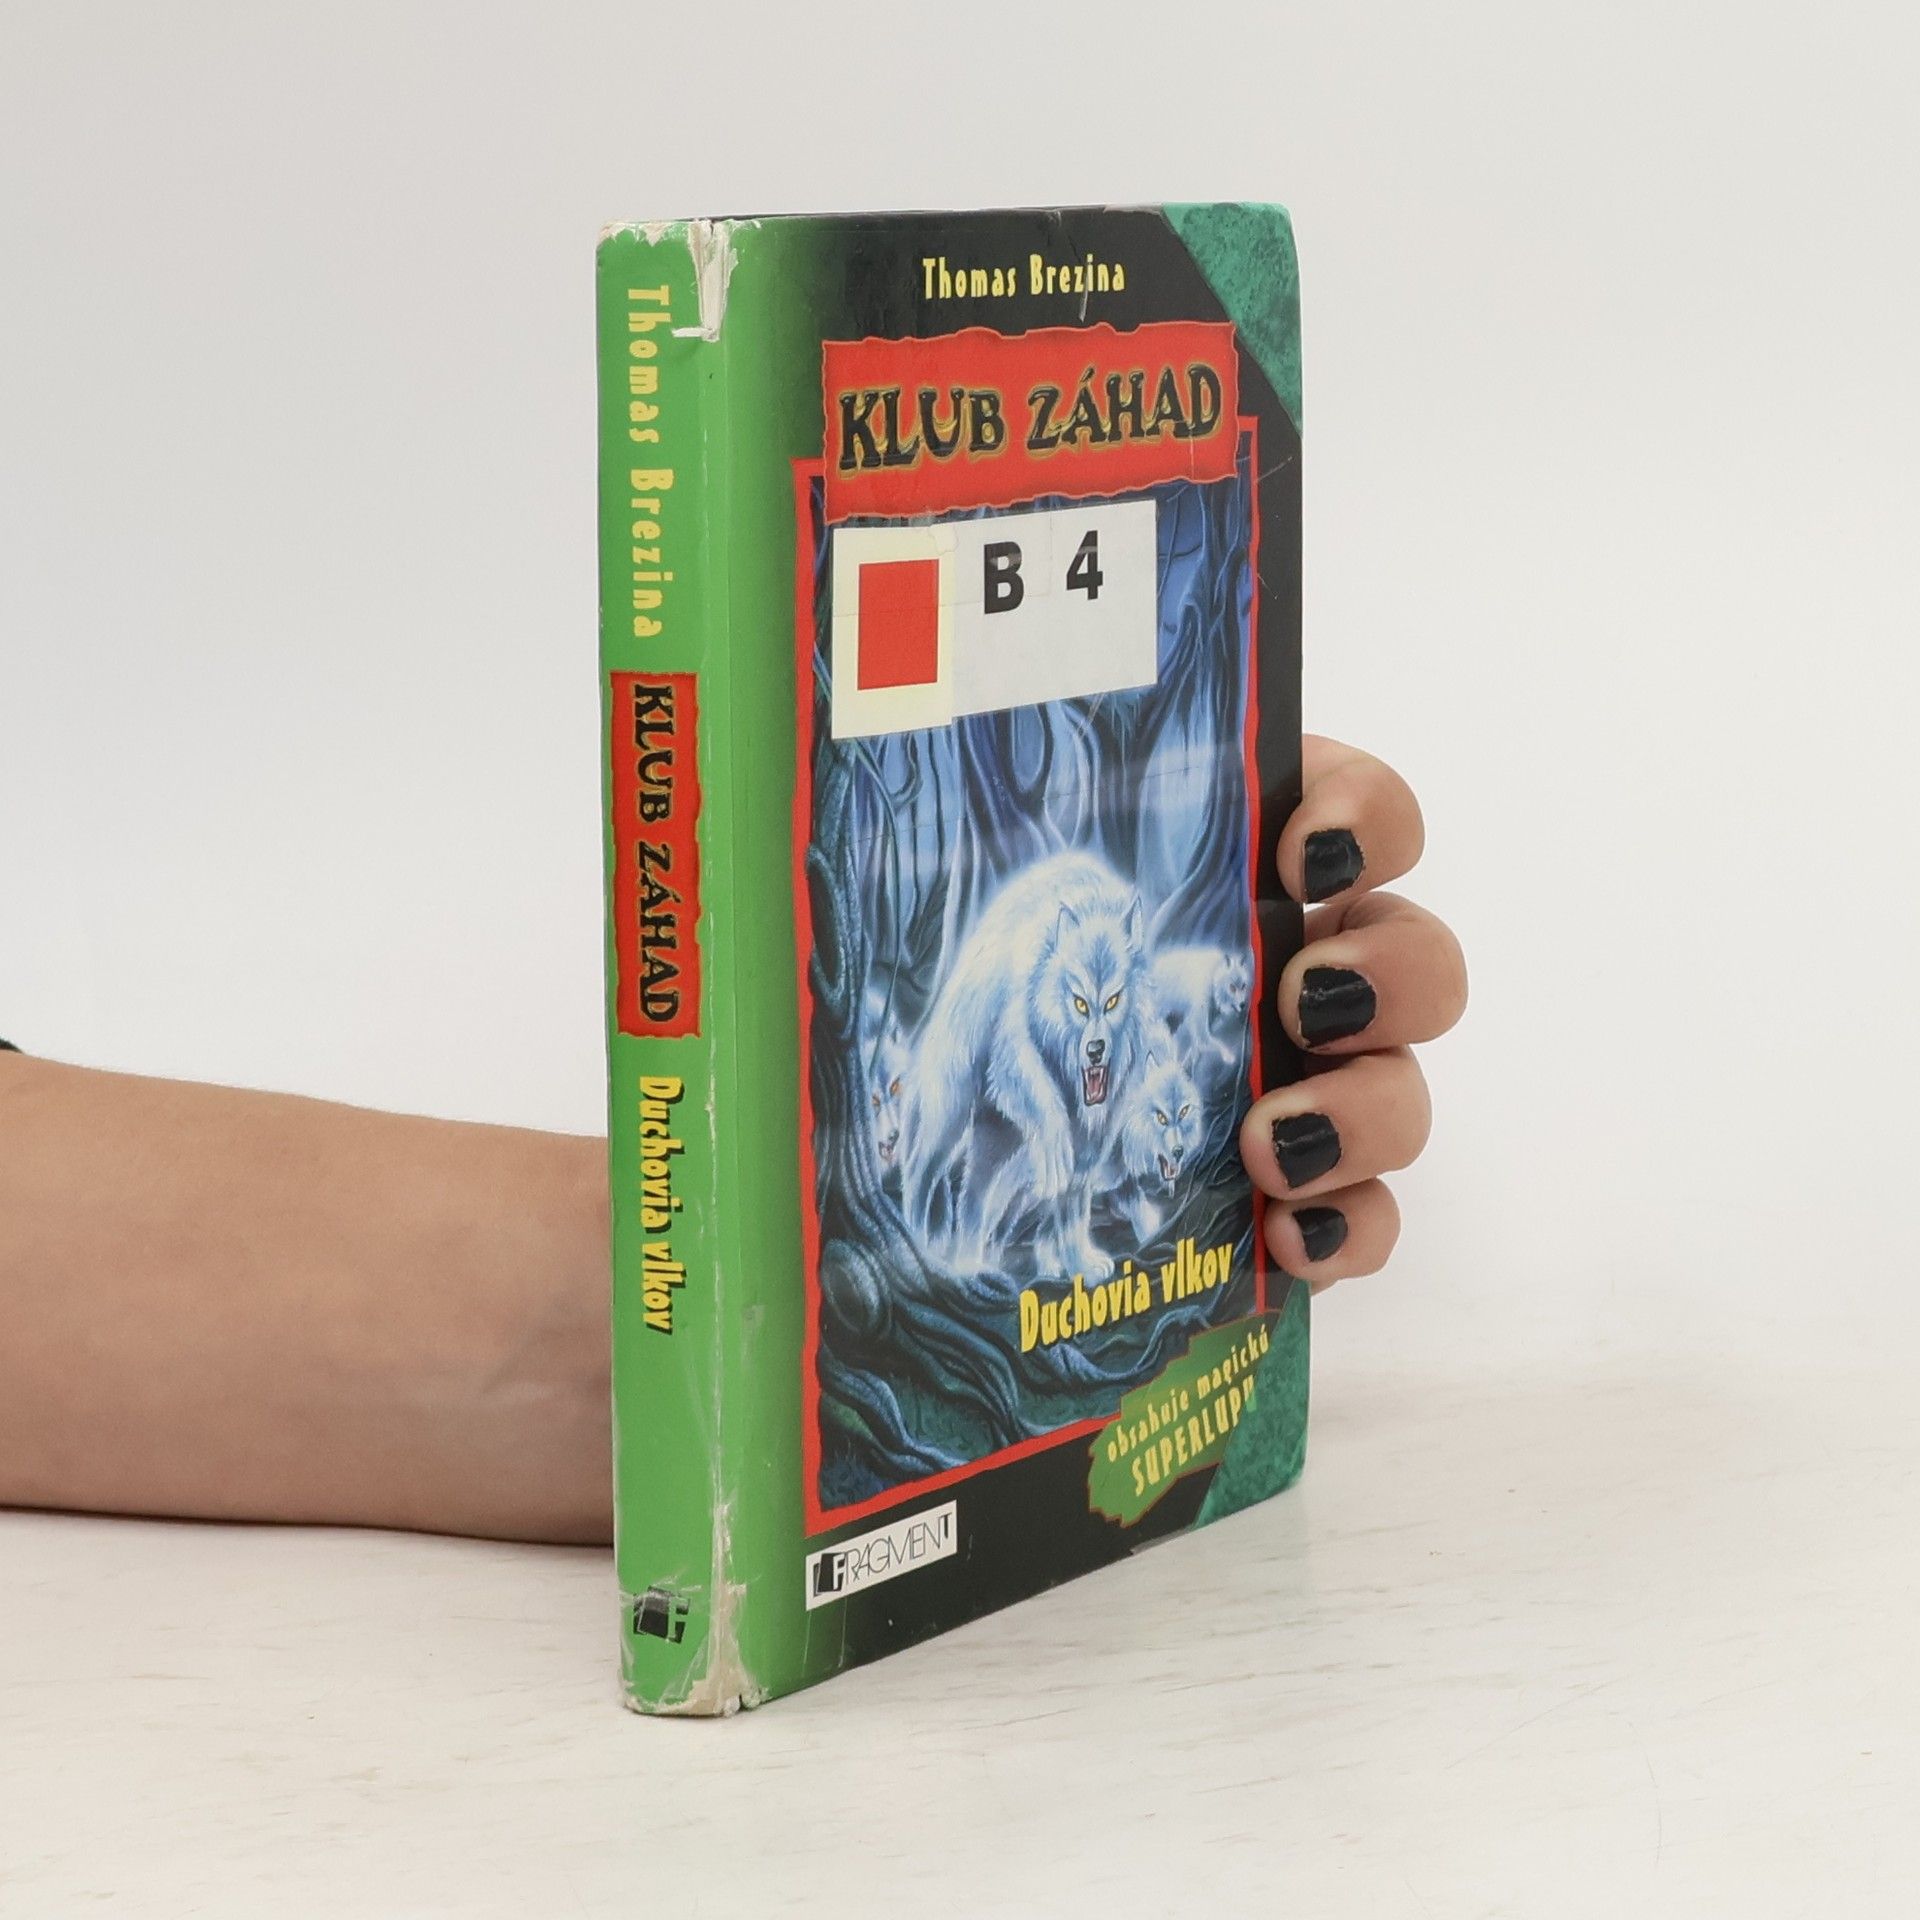 Thomas Brezina
KLUB ZÁHAD
Duchovia vlkov
Thomas Brezina
KLUB ZÁHAD
B 4
Duchovia vlkov
obsahuje magickú
SUPERLUPU
FRAGMENT